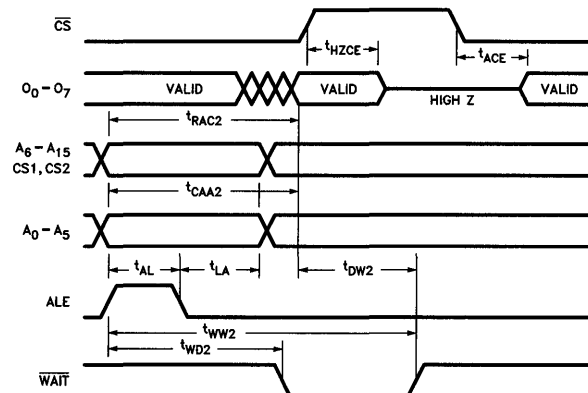 CS
tHZCE
tACE
O0 – O7
VALID
VALID
HIGH Z
VALID
tRAC2
A6 – A15
CS1, CS2
tCAA2
A0 – A5
tAL
tLA
tDW2
ALE
tWW2
tWD2
WAIT